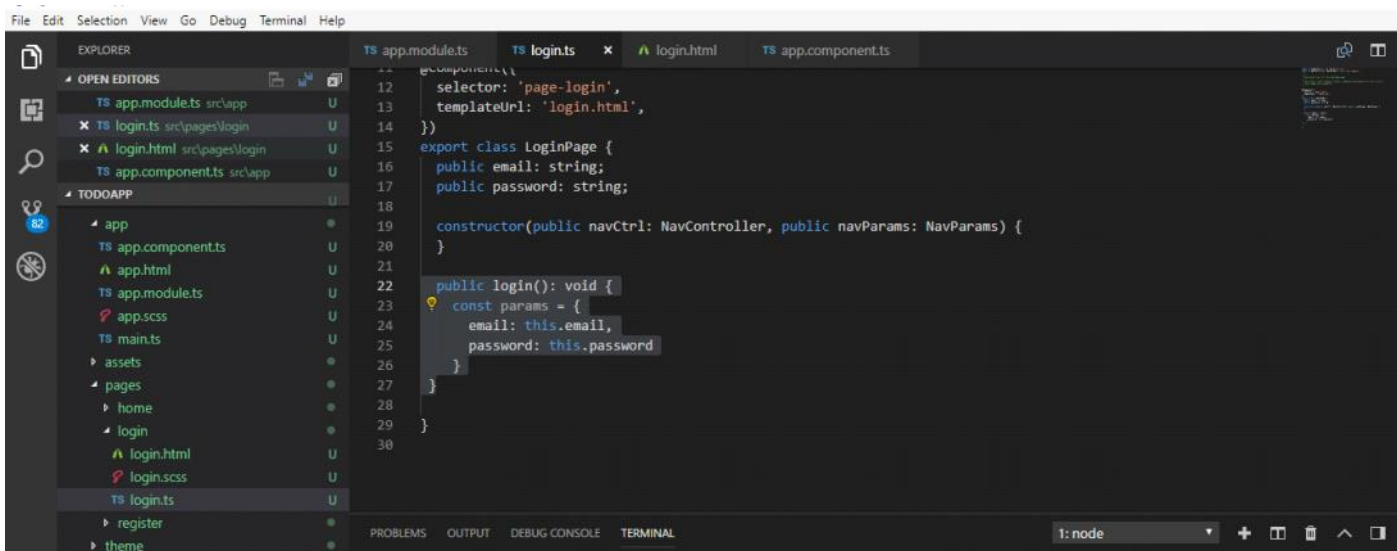 File Edit Selection View Go Debug Terminal Help
EXPLORER
OPEN EDITORS
TS app.module.ts src\app U
TS login.ts src\pages\login U
login.html src\pages\login U
TS app.component.ts src\app U
TODOAPP U
82
app
TS app.component.ts U
app.html U
TS app.module.ts U
app.scss U
TS main.ts U
assets
pages
home
login
login.html U
login.scss U
TS login.ts U
register
theme
TS app.module.ts TS login.ts login.html TS app.component.ts
11 @Component({
12 selector: 'page-login',
13 templateUrl: 'login.html',
14 })
15 export class LoginPage {
16 public email: string;
17 public password: string;
18
19 constructor(public navCtrl: NavController, public navParams: NavParams) {
20 }
21
22 public login(): void {
23 const params = {
24 email: this.email,
25 password: this.password
26 }
27 }
28
29 }
30
PROBLEMS OUTPUT DEBUG CONSOLE TERMINAL 1: node